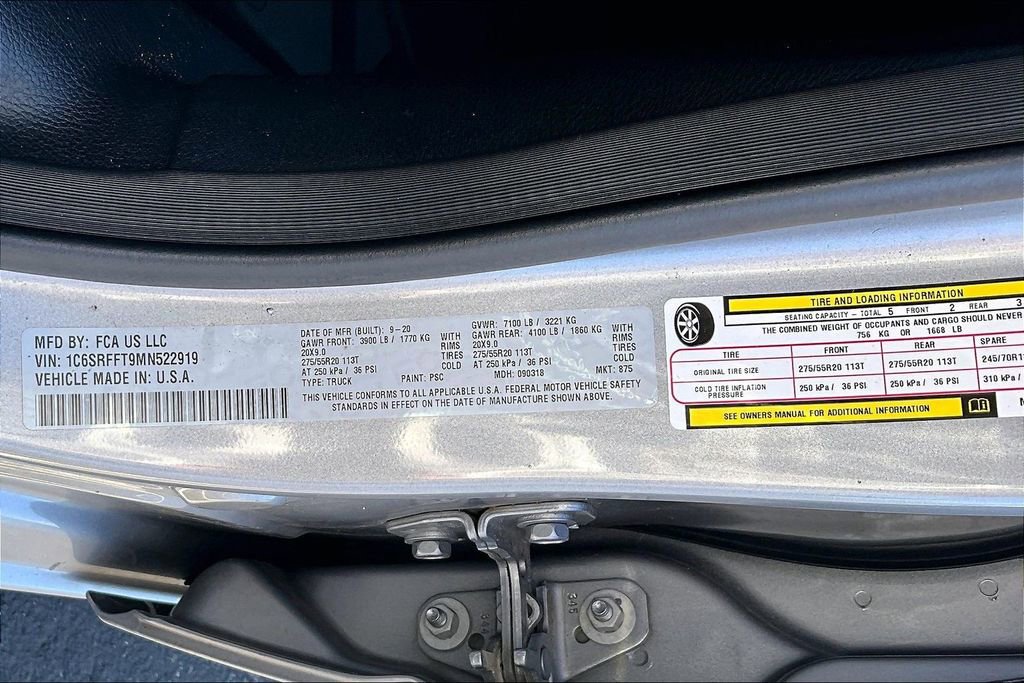 MFD BY: FCA US LLC
VIN: 1C6SRFFT9MN522919
VEHICLE MADE IN: U.S.A.
DATE OF MFR (BUILT): 9-20
GAWR FRONT: 3900 LB / 1770 KG WITH
20X9.0 RIMS
275/55R20 113T TIRES
AT 250 kPa / 36 PSI COLD
TYPE: TRUCK PAINT: PSC
GVWR: 7100 LB / 3221 KG
GAWR REAR: 4100 LB / 1860 KG WITH
20X9.0 RIMS
275/55R20 113T TIRES
AT 250 kPa / 36 PSI COLD
MDH: 090318 MKT: 875
THIS VEHICLE CONFORMS TO ALL APPLICABLE U.S.A. FEDERAL MOTOR VEHICLE SAFETY
STANDARDS IN EFFECT ON THE DATE OF MANUFACTURE SHOWN ABOVE.
TIRE AND LOADING INFORMATION
SEATING CAPACITY - TOTAL 5 FRONT 2 REAR 3
THE COMBINED WEIGHT OF OCCUPANTS AND CARGO SHOULD NEVER
756 KG OR 1668 LB
TIRE FRONT REAR
ORIGINAL TIRE SIZE 275/55R20 113T 275/55R20 113T 245/70R1
COLD TIRE INFLATION PRESSURE 250 kPa / 36 PSI 250 kPa / 36 PSI 310 kPa /
SEE OWNERS MANUAL FOR ADDITIONAL INFORMATION
345